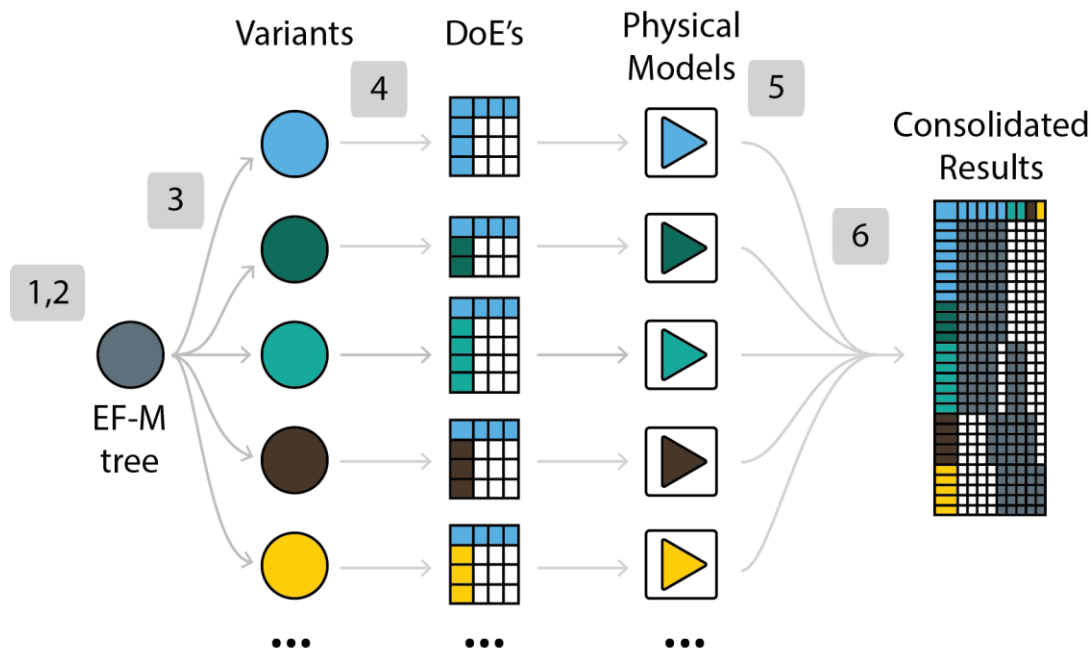 Variants
DoE's
Physical
Models
4
5
Consolidated
Results
3
6
1,2
EF-M
tree
...
...
...